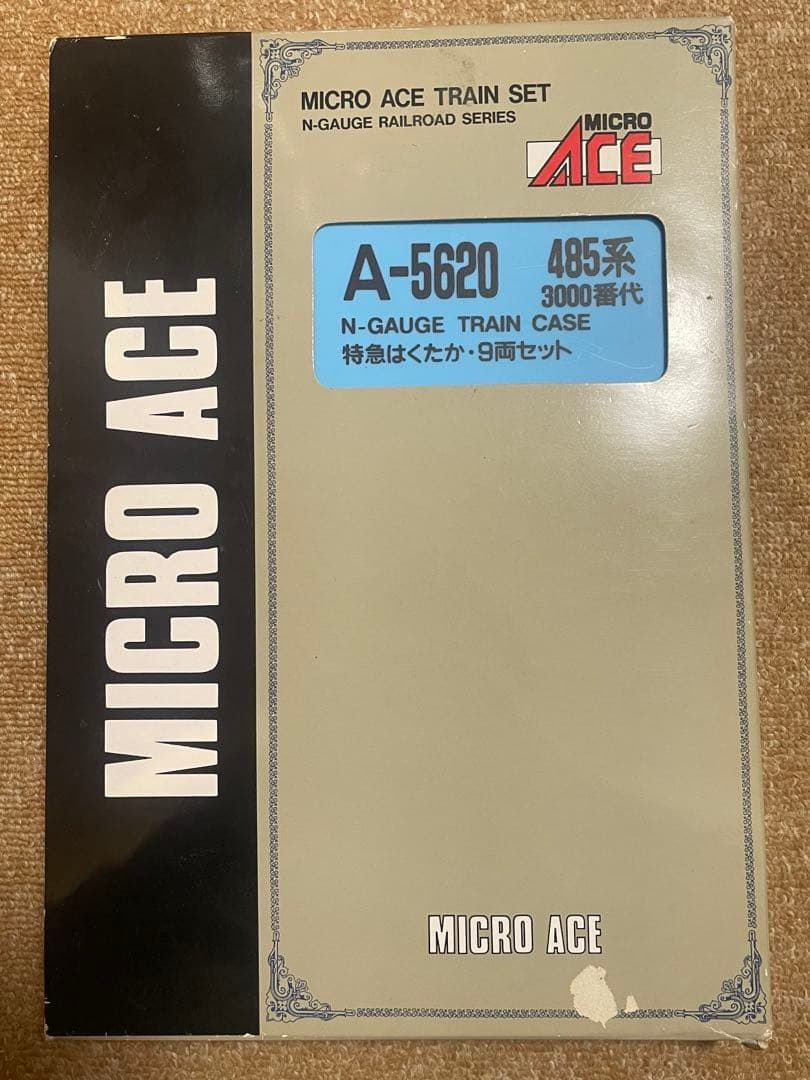 MICRO ACE TRAIN SET
N-GAUGE RAILROAD SERIES
MICRO
ACE
A-5620 485系
3000番代
N-GAUGE TRAIN CASE
特急はくたか・9両セット
MICRO ACE
MICRO ACE